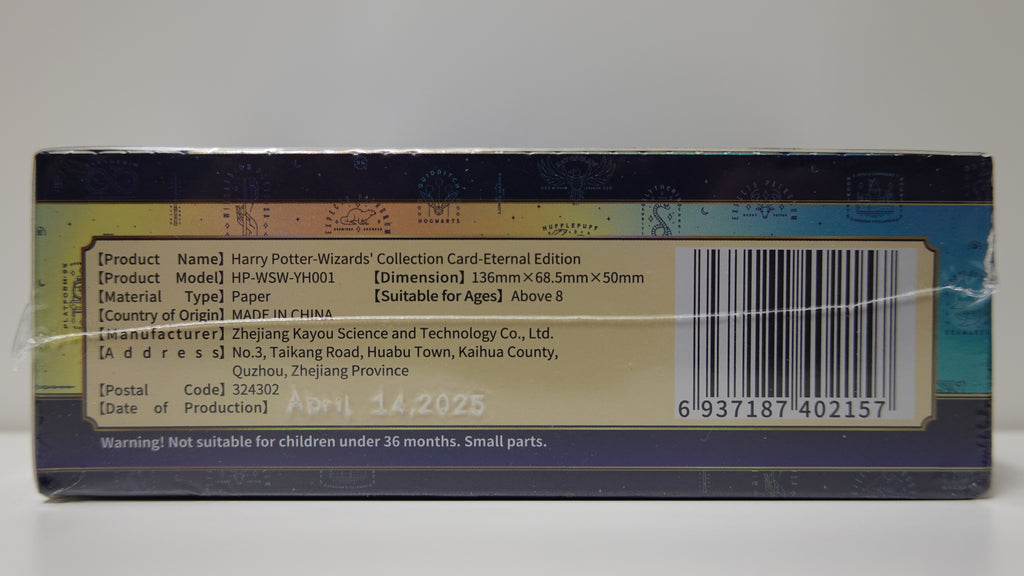 QUIDDITCH
HOGWARTS
HUFFLEPUFF
PLATFORM
【Product Name】 Harry Potter-Wizards' Collection Card-Eternal Edition
【Product Model】 HP-WSW-YH001 【Dimension】 136mm×68.5mm×50mm
【Material Type】 Paper 【Suitable for Ages】 Above 8
【Country of Origin】 MADE IN CHINA
【Manufacturer】 Zhejiang Kayou Science and Technology Co., Ltd.
【Address】 No.3, Taikang Road, Huabu Town, Kaihua County,
Quzhou, Zhejiang Province
【Postal Code】 324302
【Date of Production】 April 14,2025
6 937187 402157
Warning! Not suitable for children under 36 months. Small parts.